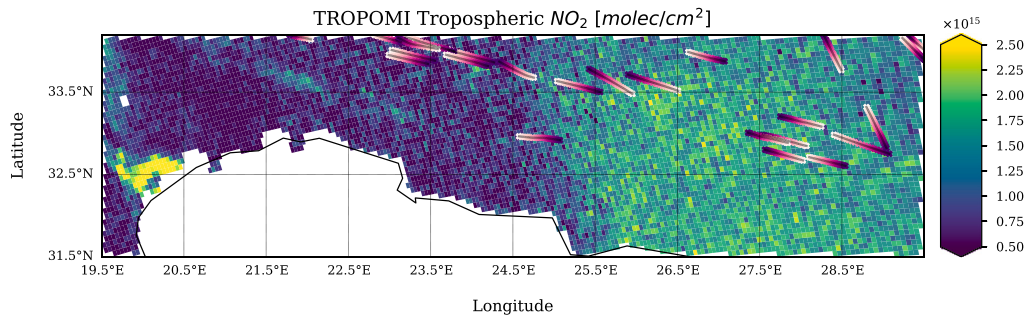 TROPOMI Tropospheric NO₂ [molec/cm²]
×10¹⁵
2.50
2.25
2.00
1.75
1.50
1.25
1.00
0.75
0.50
Latitude
33.5°N
32.5°N
31.5°N
19.5°E 20.5°E 21.5°E 22.5°E 23.5°E 24.5°E 25.5°E 26.5°E 27.5°E 28.5°E
Longitude